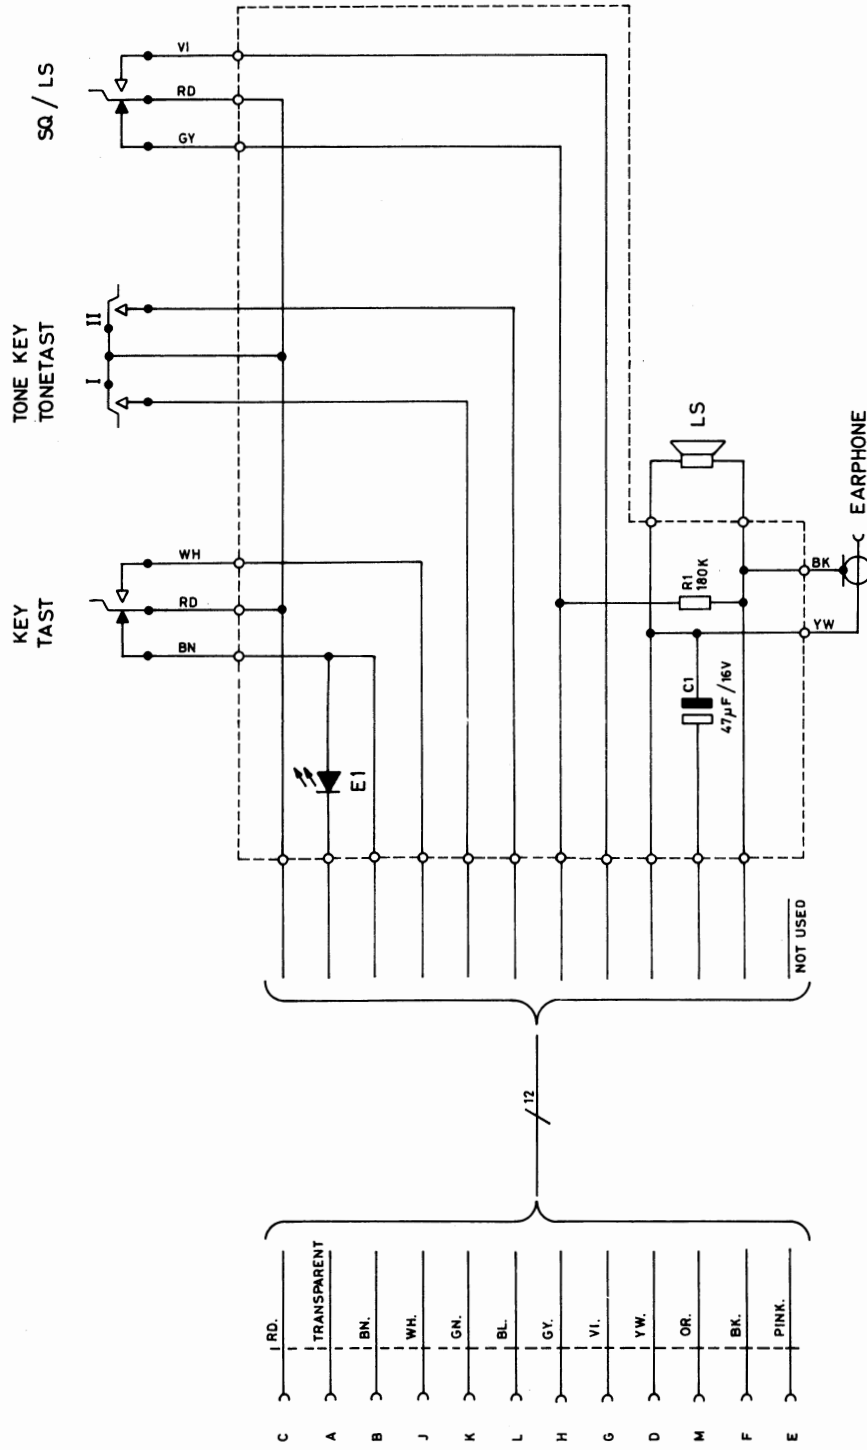 SQ / LS
VI
RD
GY
TONE KEY
TONETAST
I
II
KEY
TAST
WH
RD
BN
E1
LS
R1
180K
C1
47µF/16V
BK
YW
EARPHONE
NOT USED
12
C RD.
A TRANSPARENT
B BN.
J WH.
K GN.
L BL.
H GY.
G VI.
D YW.
M OR.
F BK.
E PINK.